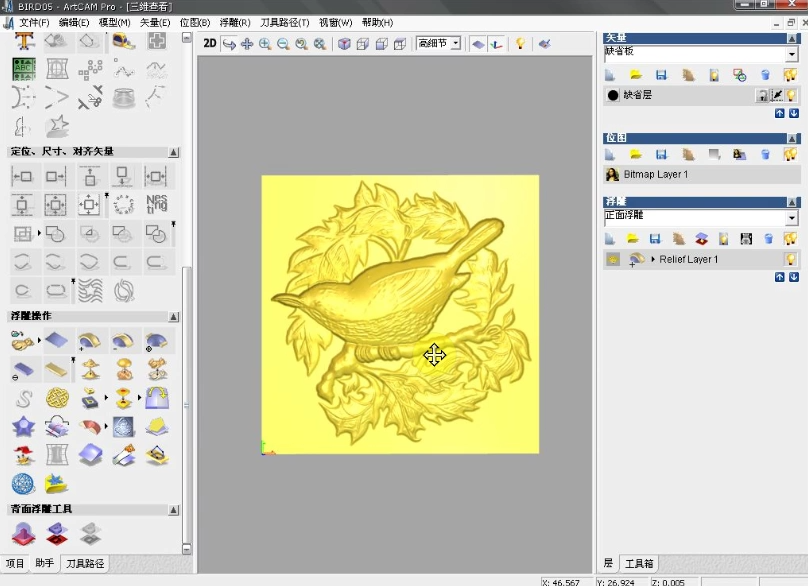 BIRD05 - ArtCAM Pro - [三维查看]
文件(F) 编辑(E) 模型(M) 矢量(E) 位图(B) 浮雕(R) 刀具路径(T) 视窗(W) 帮助(H)
2D
高细节
ABC
定位、尺寸、对齐矢量
浮雕操作
背面浮雕工具
项目 助手 刀具路径
矢量
缺省板
缺省层
位图
Bitmap Layer 1
浮雕
正面浮雕
Relief Layer 1
层 工具箱
X: 46.567 Y: 26.924 Z: 0.005